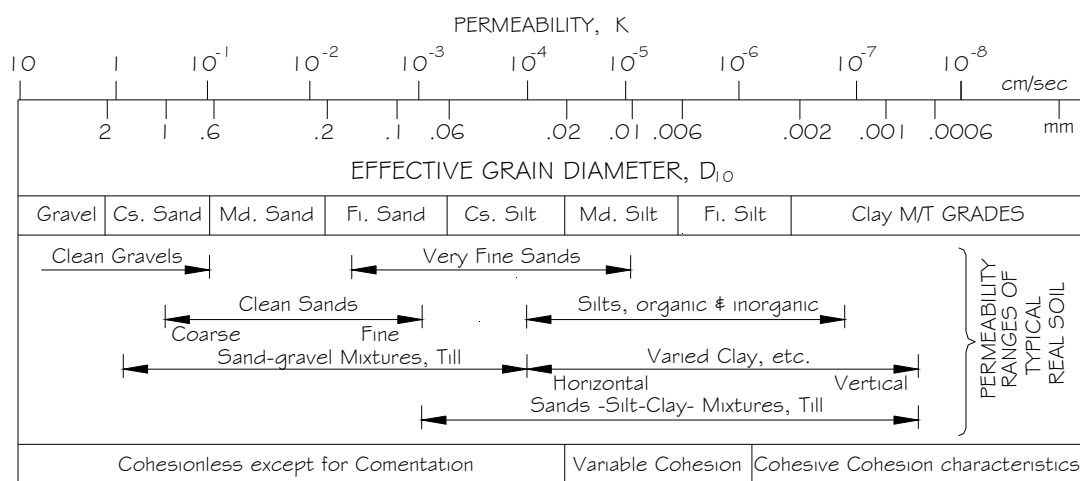 PERMEABILITY, K
10 1 10⁻¹ 10⁻² 10⁻³ 10⁻⁴ 10⁻⁵ 10⁻⁶ 10⁻⁷ 10⁻⁸
cm/sec
2 1 .6 .2 .1 .06 .02 .01 .006 .002 .001 .0006 mm
EFFECTIVE GRAIN DIAMETER, D₁₀
Gravel Cs. Sand Md. Sand Fi. Sand Cs. Silt Md. Silt Fi. Silt Clay M/T GRADES
Clean Gravels Very Fine Sands
Clean Sands Silts, organic & inorganic
Coarse Fine
Sand-gravel Mixtures, Till Varied Clay, etc.
Horizontal Vertical
Sands -Silt-Clay- Mixtures, Till
PERMEABILITY
RANGES OF
TYPICAL
REAL SOIL
Cohesionless except for Comentation Variable Cohesion Cohesive Cohesion characteristics